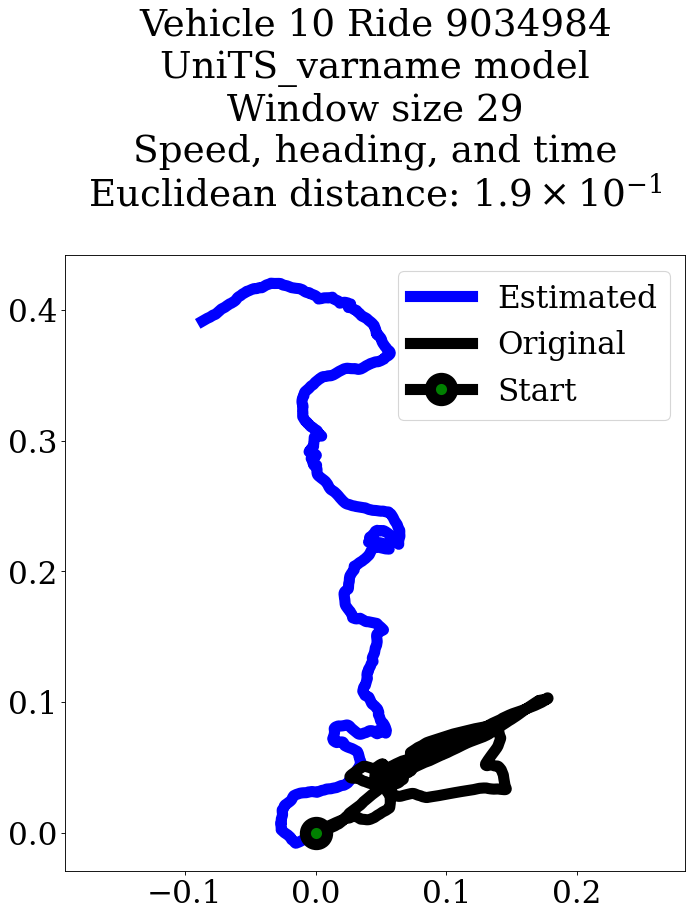 Vehicle 10 Ride 9034984
UniTS_varname model
Window size 29
Speed, heading, and time
Euclidean distance: 1.9 × 10⁻¹
Estimated
Original
Start
0.4
0.3
0.2
0.1
0.0
−0.1 0.0 0.1 0.2